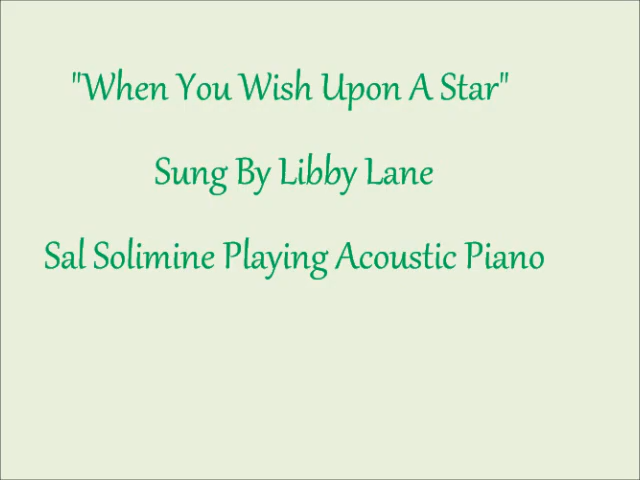 "When You Wish Upon A Star"
Sung By Libby Lane
Sal Solimine Playing Acoustic Piano